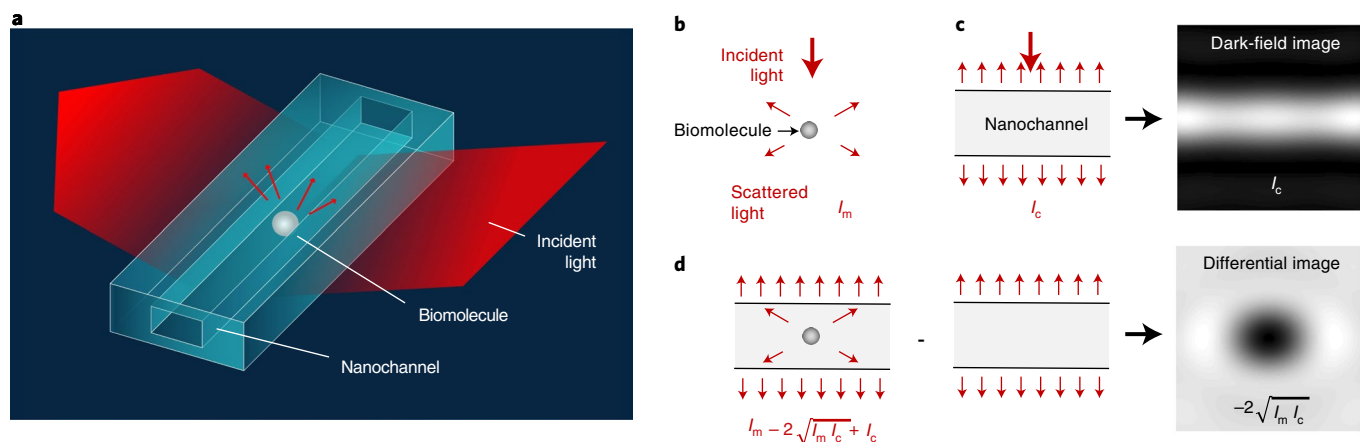 a
Incident
light
Biomolecule
Nanochannel
b
Incident
light
Biomolecule
Scattered
light
I_m
c
Nanochannel
I_c
Dark-field image
I_c
d
I_m − 2√(I_m I_c) + I_c
-
Differential image
−2√(I_m I_c)